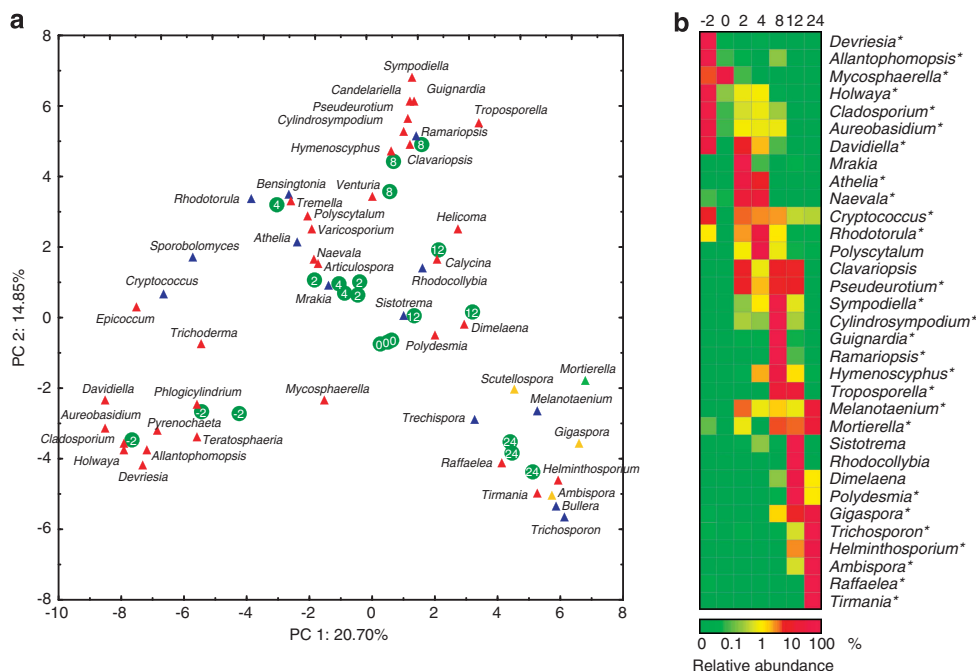 a
8
6
4
2
0
-2
-4
-6
-8
PC 2: 14.85%
-10
-8
-6
-4
-2
0
2
4
6
8
PC 1: 20.70%
Sympodiella
Candelariella
Guignardia
Pseudeurotium
Troposporella
Cylindrosympodium
Ramariopsis
Hymenoscyphus
8
8
Clavariopsis
Bensingtonia
Venturia
8
Rhodotorula
4
Tremella
Polyscytalum
Helicoma
Athelia
Varicosporium
Sporobolomyces
Naevala
12
Calycina
Articulospora
Rhodocollybia
Cryptococcus
2
4
2
4
2
Mrakia
Sistotrema
12
12
Epicoccum
Dimelaena
Trichoderma
000
Polydesmia
Mycosphaerella
Scutellospora
Mortierella
Davidiella
Phlogicylindrium
Melanotaenium
Aureobasidium
-2
-2
Trechispora
Pyrenochaeta
Gigaspora
Cladosporium
-2
Teratosphaeria
24
24
Holwaya
Allantophomopsis
Raffaelea
24
Helminthosporium
Devriesia
Tirmania
Ambispora
Bullera
Trichosporon
b
-2 0 2 4 8 12 24
Devriesia*
Allantophomopsis*
Mycosphaerella*
Holwaya*
Cladosporium*
Aureobasidium*
Davidiella*
Mrakia
Athelia*
Naevala*
Cryptococcus*
Rhodotorula*
Polyscytalum
Clavariopsis
Pseudeurotium*
Sympodiella*
Cylindrosympodium*
Guignardia*
Ramariopsis*
Hymenoscyphus*
Troposporella*
Melanotaenium*
Mortierella*
Sistotrema
Rhodocollybia
Dimelaena
Polydesmia*
Gigaspora*
Trichosporon*
Helminthosporium*
Ambispora*
Raffaelea*
Tirmania*
0 0.1 1 10 100 %
Relative abundance